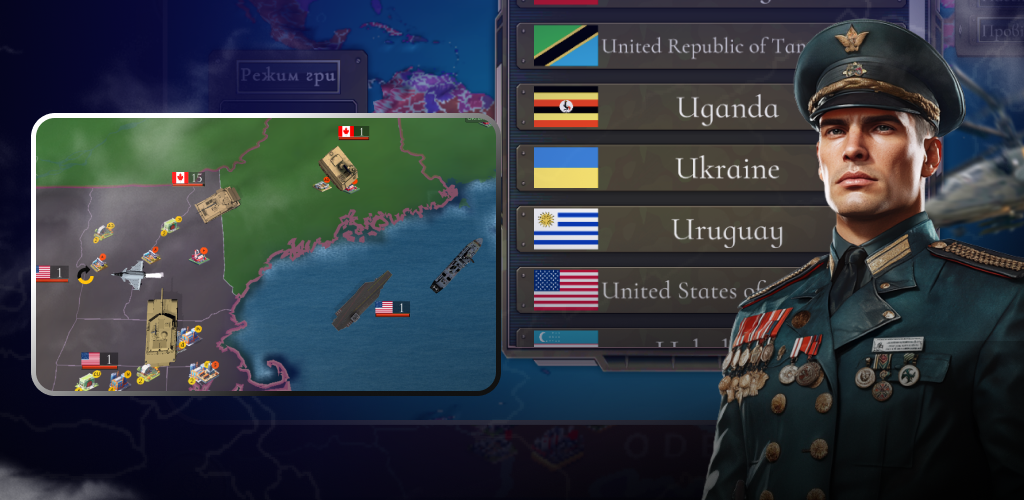 Режим гри
United Republic of Tan
Uganda
Ukraine
Uruguay
United States of
1
15
1
1
1